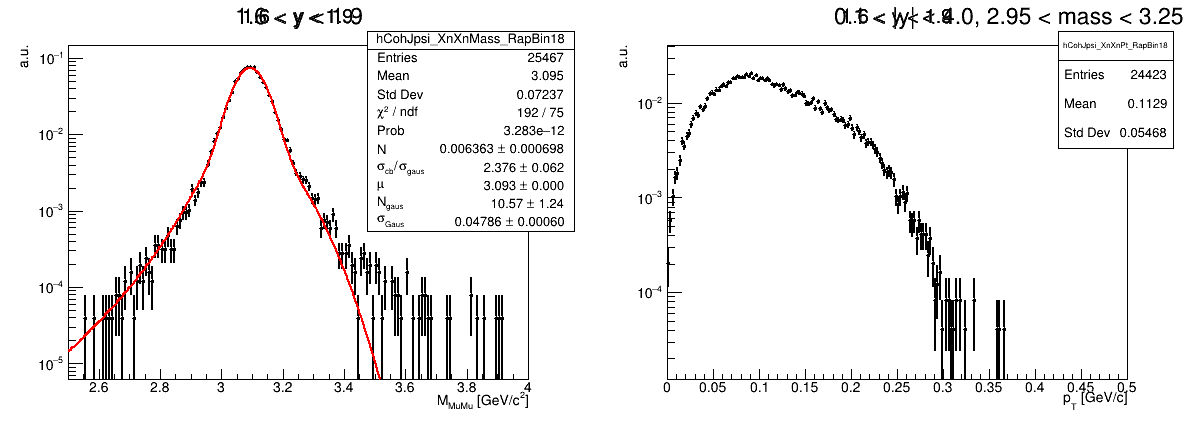 < y < 1.9
a.u.
hCohJpsi_XnXnMass_RapBin18
Entries 25467
Mean 3.095
Std Dev 0.07237
χ² / ndf 192 / 75
Prob 3.283e−12
N 0.006363 ± 0.000698
σcb/σgaus 2.376 ± 0.062
μ 3.093 ± 0.000
Ngaus 10.57 ± 1.24
σGaus 0.04786 ± 0.00060
10⁻¹
10⁻²
10⁻³
10⁻⁴
10⁻⁵
2.6 2.8 3 3.2 3.4 3.6 3.8 4
MMuMu [GeV/c²]
4.0, 2.95 < mass < 3.25
a.u.
hCohJpsi_XnXnPt_RapBin18
Entries 24423
Mean 0.1129
Std Dev 0.05468
10⁻²
10⁻³
10⁻⁴
0 0.05 0.1 0.15 0.2 0.25 0.3 0.35 0.4 0.45 0.5
pT [GeV/c]